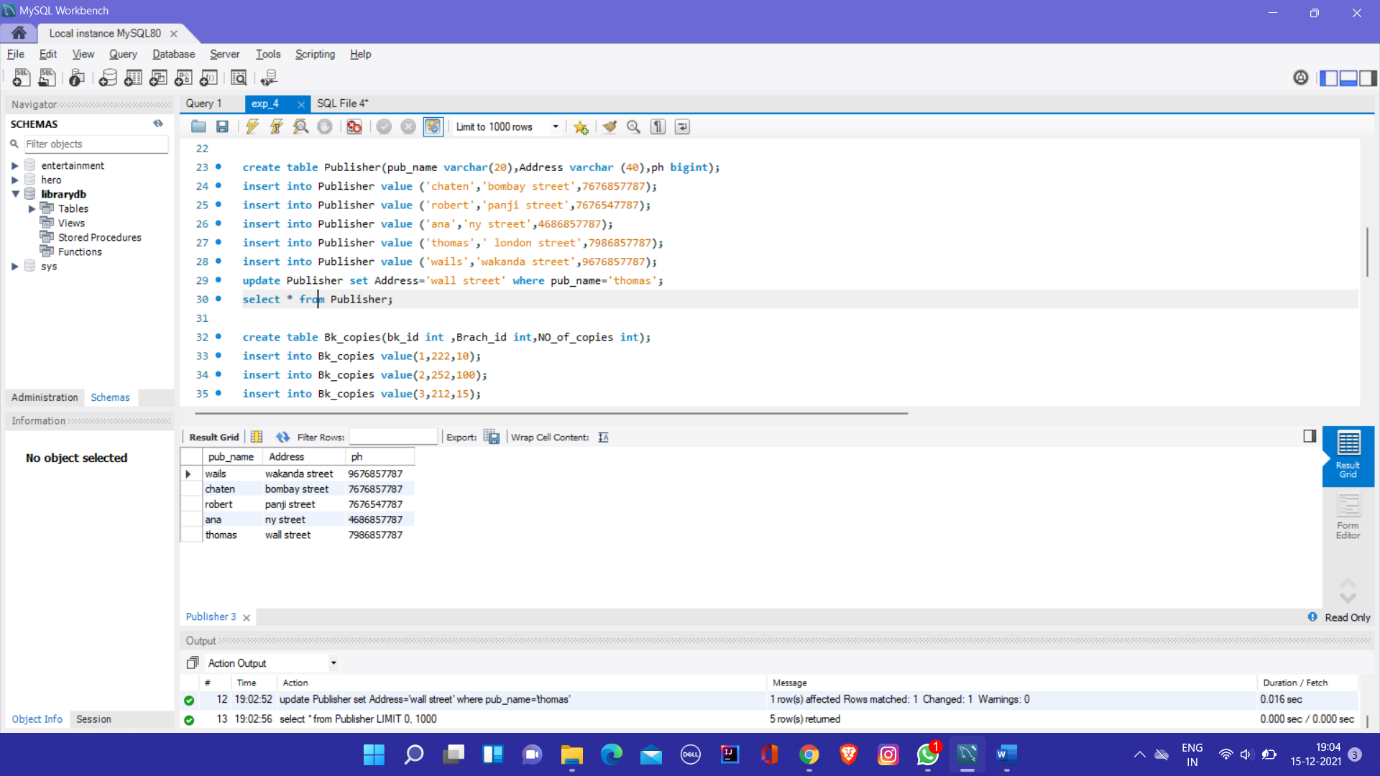 MySQL Workbench
Local instance MySQL80
File Edit View Query Database Server Tools Scripting Help
Navigator
SCHEMAS
Filter objects
entertainment
hero
librarydb
Tables
Views
Stored Procedures
Functions
sys
Administration Schemas
Information
No object selected
Object Info Session
Query 1 exp_4 SQL File 4*
Limit to 1000 rows
22
23 create table Publisher(pub_name varchar(20),Address varchar (40),ph bigint);
24 insert into Publisher value ('chaten','bombay street',7676857787);
25 insert into Publisher value ('robert','panji street',7676547787);
26 insert into Publisher value ('ana','ny street',4686857787);
27 insert into Publisher value ('thomas',' london street',7986857787);
28 insert into Publisher value ('wails','wakanda street',9676857787);
29 update Publisher set Address='wall street' where pub_name='thomas';
30 select * from Publisher;
31
32 create table Bk_copies(bk_id int ,Brach_id int,NO_of_copies int);
33 insert into Bk_copies value(1,222,10);
34 insert into Bk_copies value(2,252,100);
35 insert into Bk_copies value(3,212,15);
Result Grid Filter Rows: Export: Wrap Cell Content:
pub_name Address ph
wails wakanda street 9676857787
chaten bombay street 7676857787
robert panji street 7676547787
ana ny street 4686857787
thomas wall street 7986857787
Result
Grid
Form
Editor
Publisher 3
Read Only
Output
Action Output
# Time Action Message Duration / Fetch
12 19:02:52 update Publisher set Address='wall street' where pub_name='thomas' 1 row(s) affected Rows matched: 1 Changed: 1 Warnings: 0 0.016 sec
13 19:02:56 select * from Publisher LIMIT 0, 1000 5 row(s) returned 0.000 sec / 0.000 sec
DELL
1
ENG
IN
19:04
15-12-2021
3